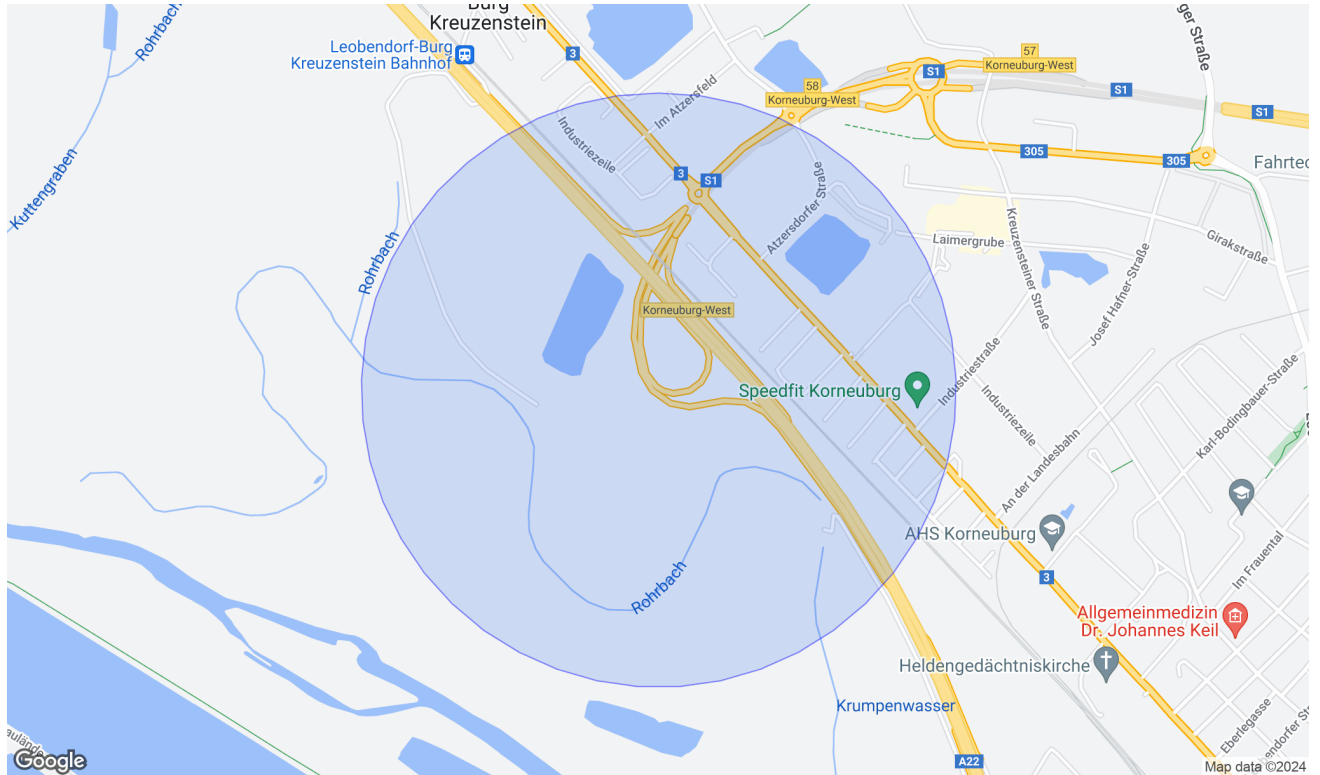 Burg
Kreuzenstein
Rohrbach
ger Straße
Leobendorf-Burg
Kreuzenstein Bahnhof
3
57
Korneuburg-West
S1
58
Korneuburg-West
S1
S1
Im Atzersfeld
Industriezeile
305
305
Fahrtec
Kuttengraben
3
S1
Atzersdorfer Straße
Kreuzensteiner Straße
Laimergrube
Girakstraße
Rohrbach
Josef Hafner-Straße
Korneuburg-West
Speedfit Korneuburg
Industriestraße
Industriezeile
Karl-Bodingbauer-Straße
An der Landesbahn
AHS Korneuburg
Im Frauental
3
Rohrbach
Allgemeinmedizin
Dr. Johannes Keil
Heldengedächtniskirche
Krumpenwasser
Eberlegasse
A22
Google
Map data ©2024